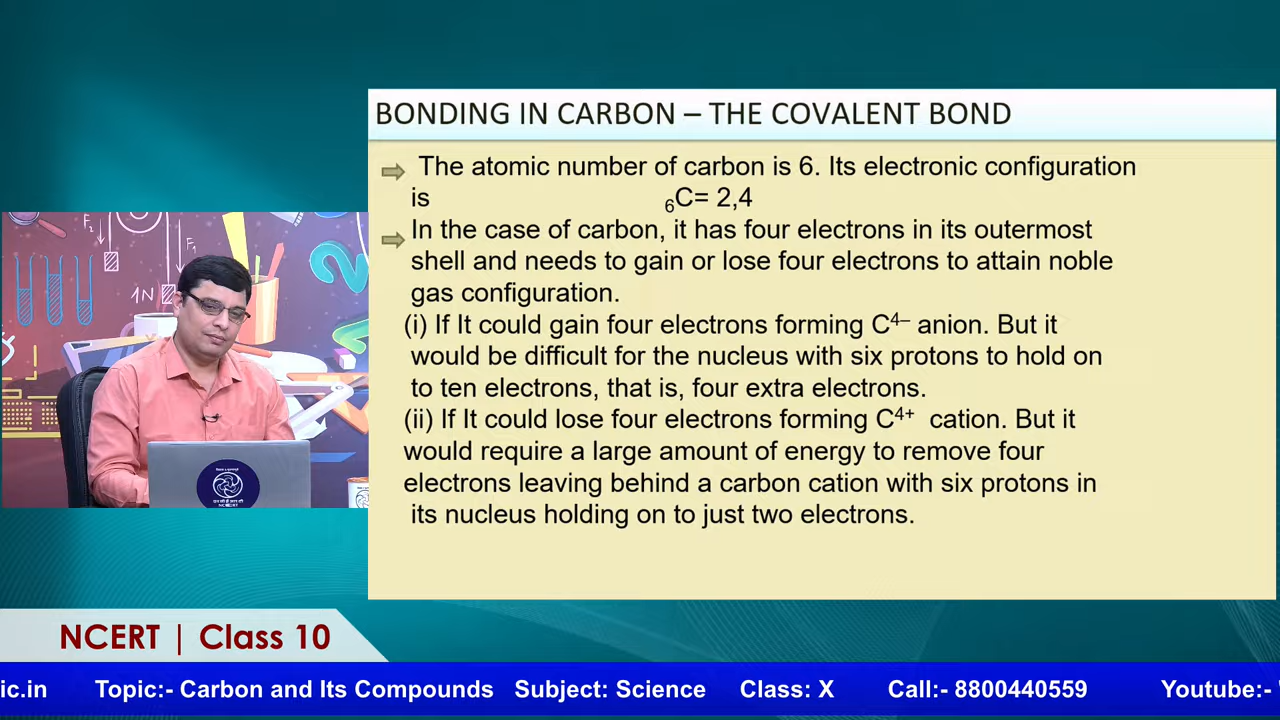 BONDING IN CARBON – THE COVALENT BOND
The atomic number of carbon is 6. Its electronic configuration
is ₆C= 2,4
In the case of carbon, it has four electrons in its outermost
shell and needs to gain or lose four electrons to attain noble
gas configuration.
(i) If It could gain four electrons forming C⁴⁻ anion. But it
would be difficult for the nucleus with six protons to hold on
to ten electrons, that is, four extra electrons.
(ii) If It could lose four electrons forming C⁴⁺ cation. But it
would require a large amount of energy to remove four
electrons leaving behind a carbon cation with six protons in
its nucleus holding on to just two electrons.
F₂
F₁
1N
NCERT
NCERT | Class 10
ic.in Topic:- Carbon and Its Compounds Subject: Science Class: X Call:- 8800440559 Youtube:-